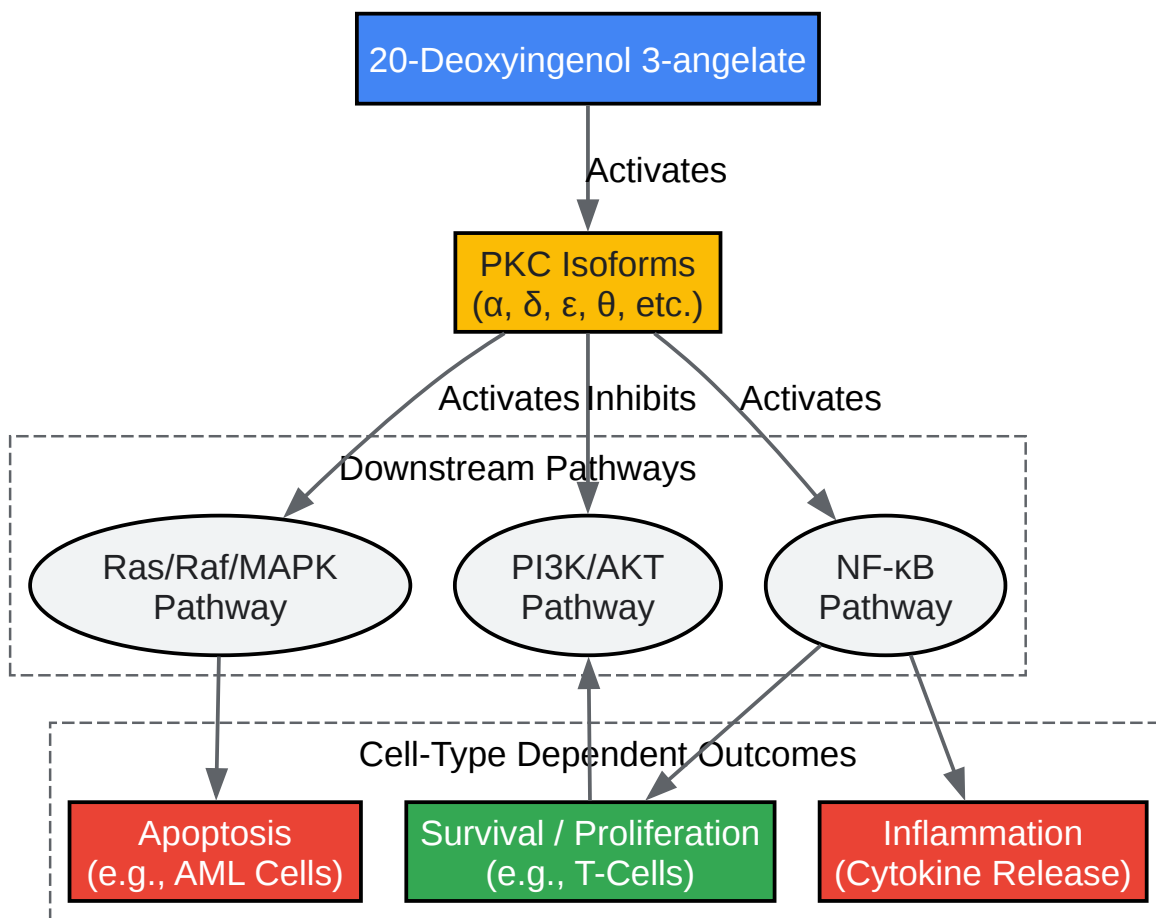 20-Deoxyingenol 3-angelate
Activates
PKC Isoforms
(α, δ, ε, θ, etc.)
Activates
Inhibits
Activates
Downstream Pathways
Ras/Raf/MAPK
Pathway
PI3K/AKT
Pathway
NF-κB
Pathway
Cell-Type Dependent Outcomes
Apoptosis
(e.g., AML Cells)
Survival / Proliferation
(e.g., T-Cells)
Inflammation
(Cytokine Release)